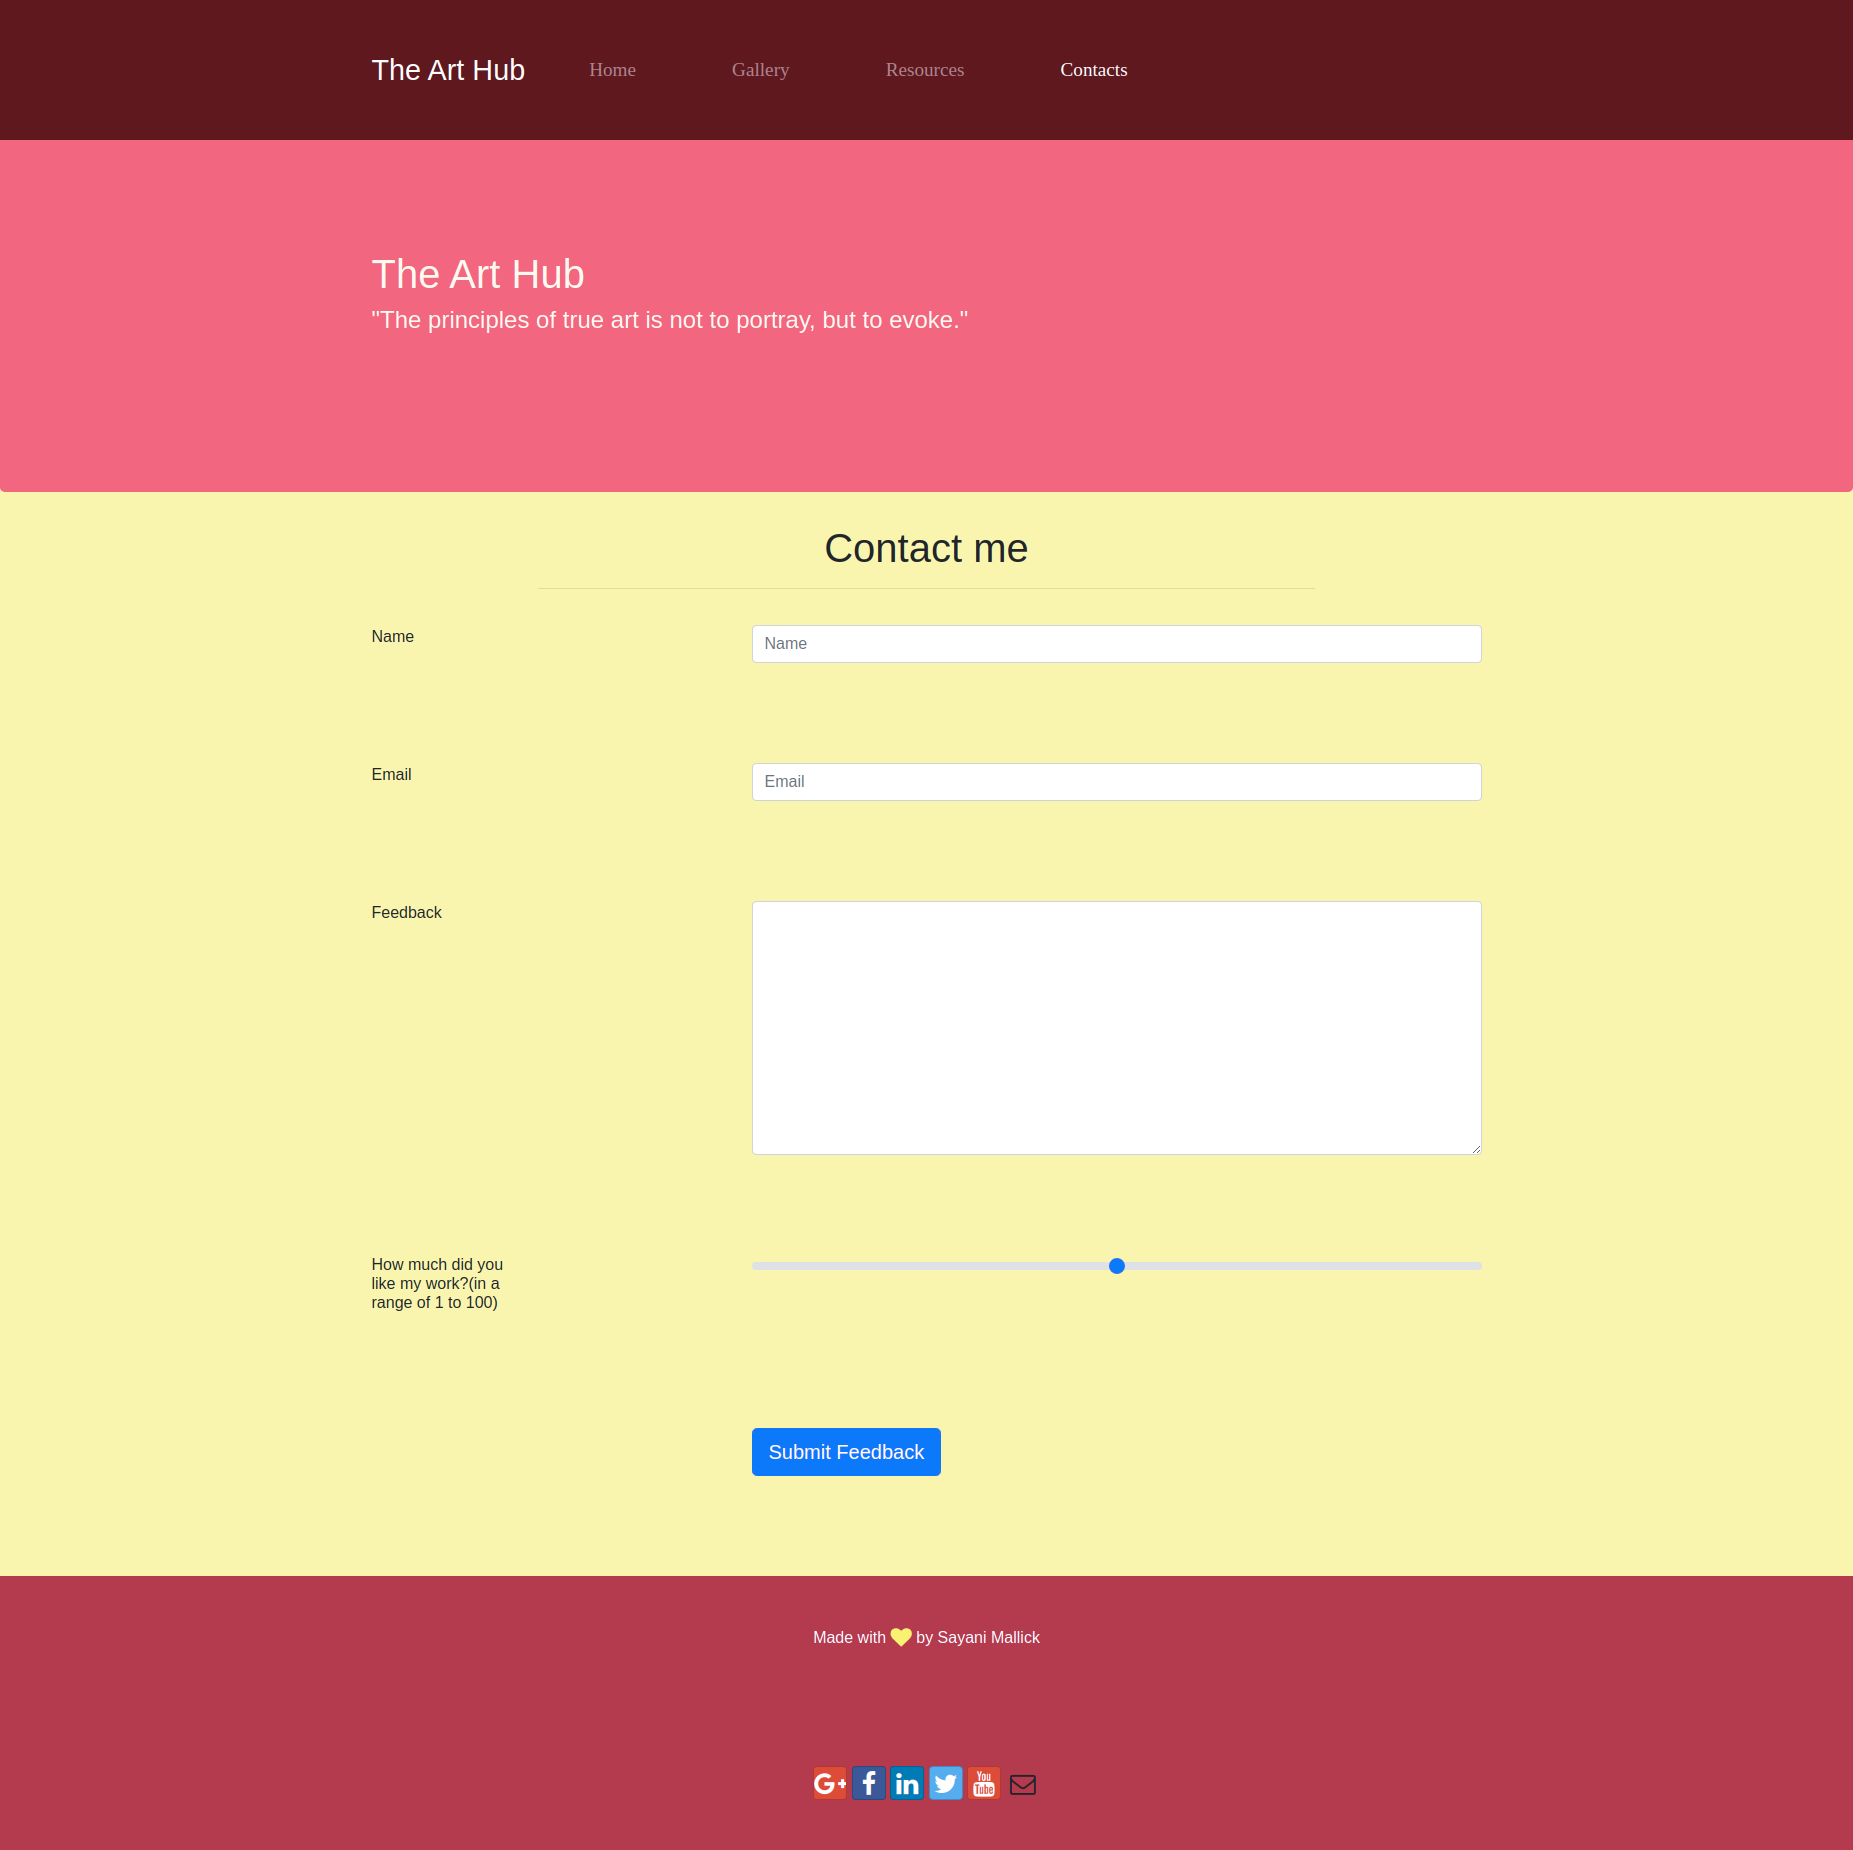 The Art Hub Home Gallery Resources Contacts
The Art Hub
"The principles of true art is not to portray, but to evoke."
Contact me
Name Name
Email Email
Feedback
How much did you
like my work?(in a
range of 1 to 100)
Submit Feedback
Made with by Sayani Mallick
G+ f in You Tube